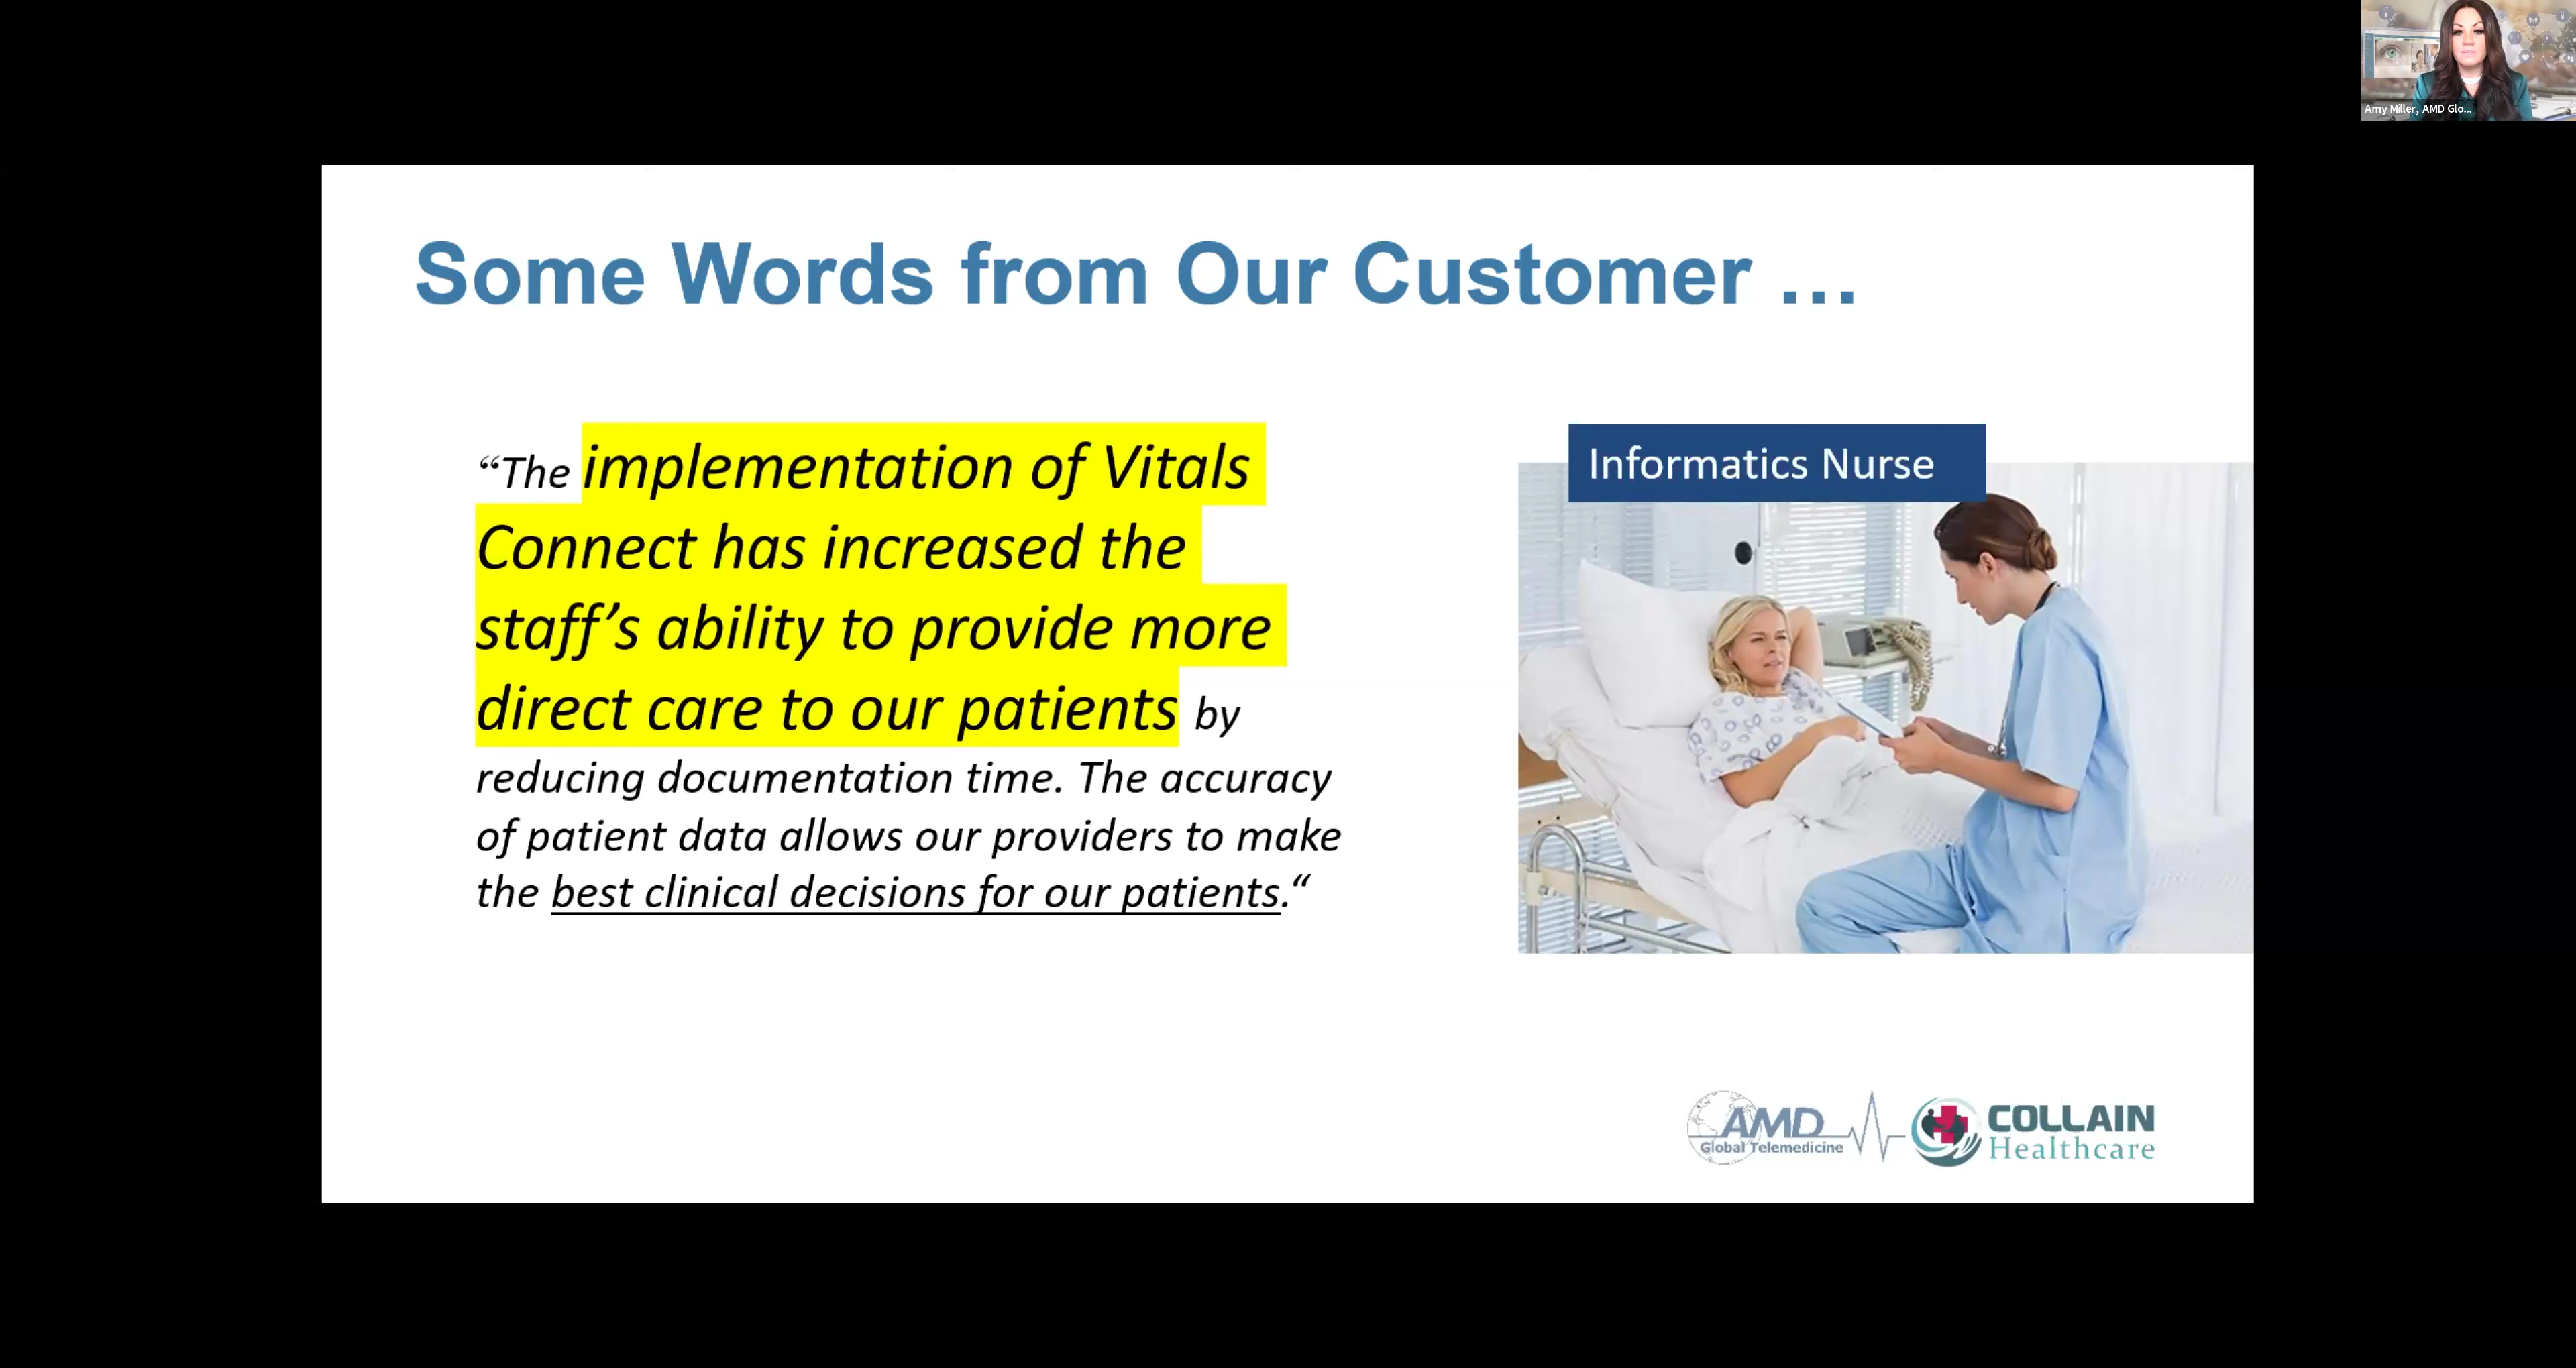 Amy Miller, AMD Glo...
Some Words from Our Customer ...
“The implementation of Vitals
Connect has increased the
staff’s ability to provide more
direct care to our patients by
reducing documentation time. The accuracy
of patient data allows our providers to make
the best clinical decisions for our patients.“
Informatics Nurse
AMD
Global Telemedicine
COLLAIN
Healthcare